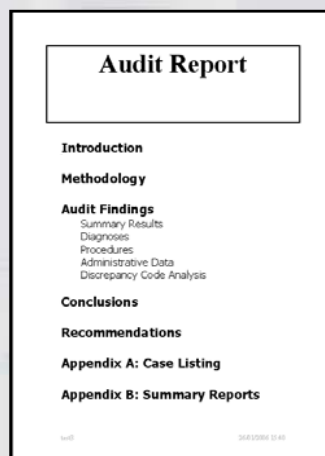 Audit Report
Introduction
Methodology
Audit Findings
Summary Results
Diagnoses
Procedures
Administrative Data
Discrepancy Code Analysis
Conclusions
Recommendations
Appendix A: Case Listing
Appendix B: Summary Reports